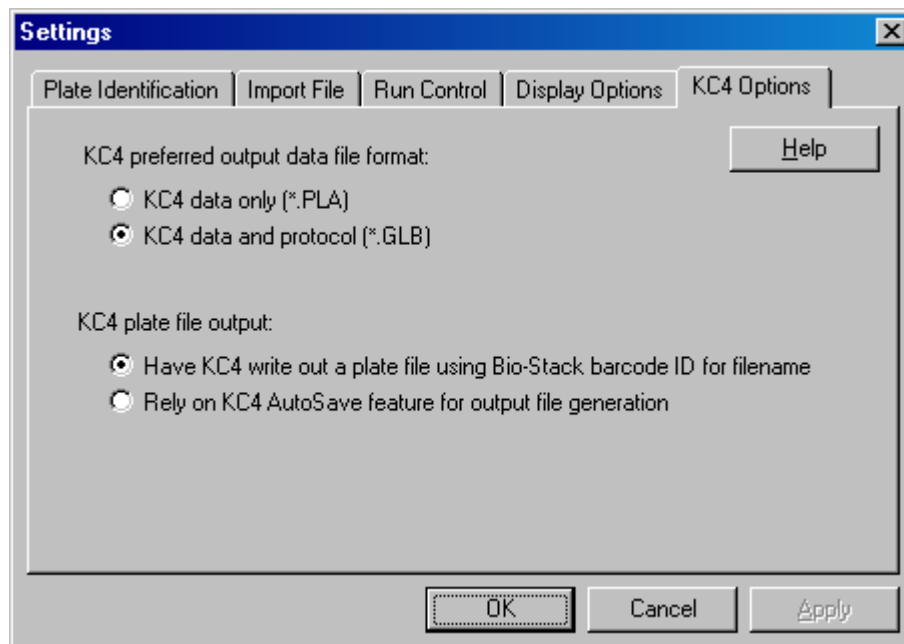 Settings
Plate Identification Import File Run Control Display Options KC4 Options
KC4 preferred output data file format:
Help
KC4 data only (*.PLA)
KC4 data and protocol (*.GLB)
KC4 plate file output:
Have KC4 write out a plate file using Bio-Stack barcode ID for filename
Rely on KC4 AutoSave feature for output file generation
OK Cancel Apply